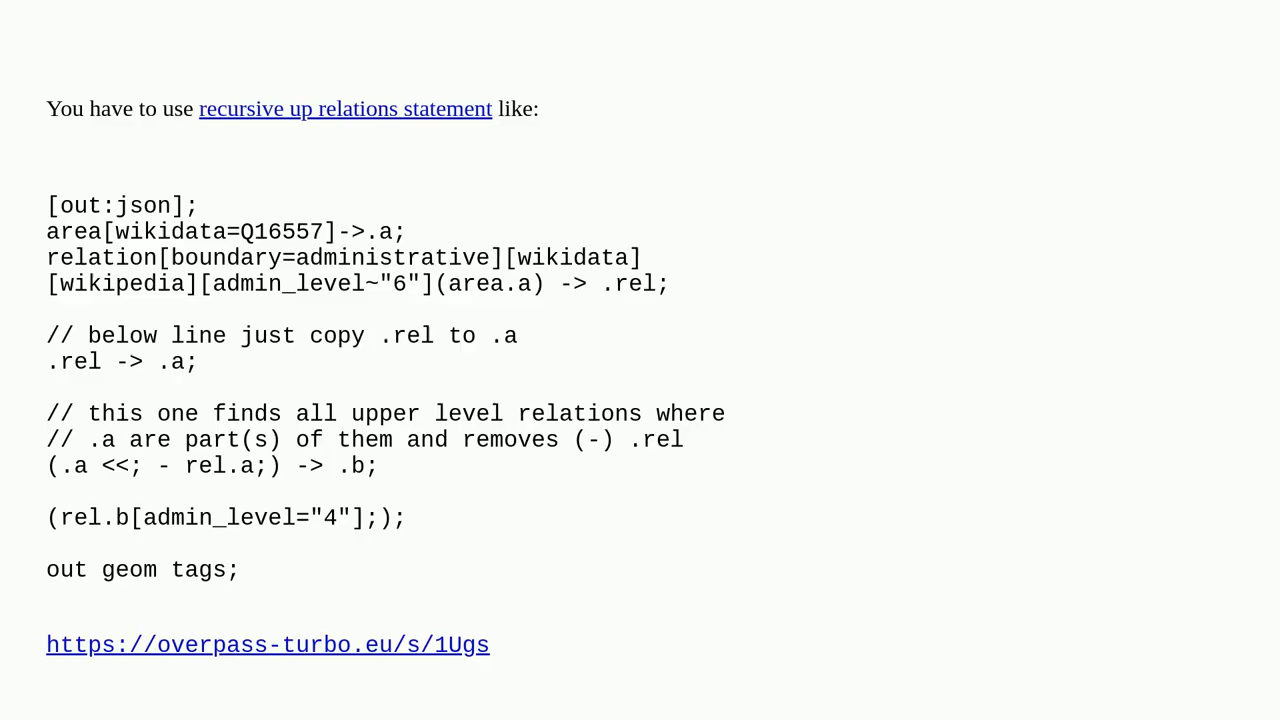 You have to use recursive up relations statement like:
[out:json];
area[wikidata=Q16557]->.a;
relation[boundary=administrative][wikidata]
[wikipedia][admin_level~"6"](area.a) -> .rel;
// below line just copy .rel to .a
.rel -> .a;
// this one finds all upper level relations where
// .a are part(s) of them and removes (-) .rel
(.a <<; - rel.a;) -> .b;
(rel.b[admin_level="4"];);
out geom tags;
https://overpass-turbo.eu/s/1Ugs